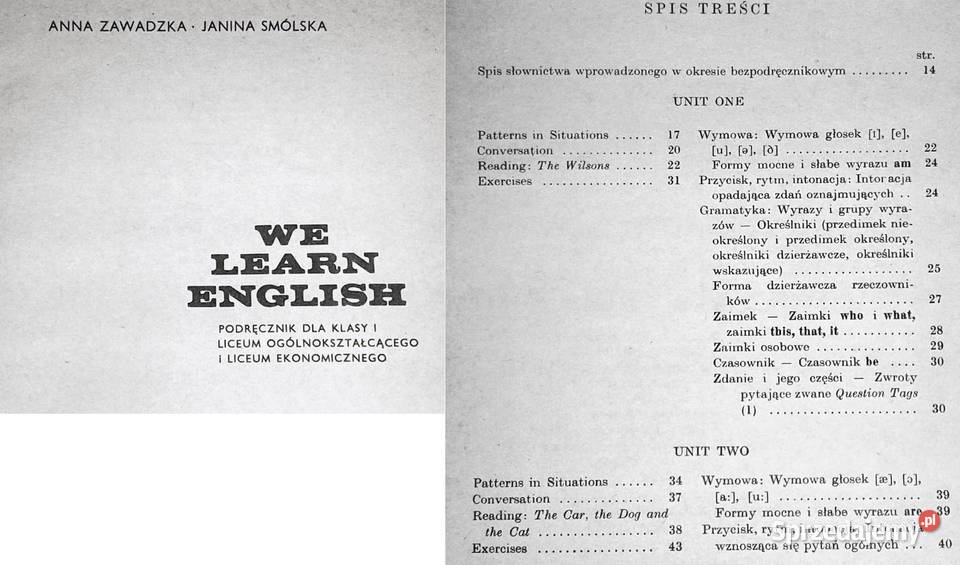 ANNA ZAWADZKA · JANINA SMÓLSKA
WE
LEARN
ENGLISH
PODRĘCZNIK DLA KLASY I
LICEUM OGÓLNOKSZTAŁCĄCEGO
I LICEUM EKONOMICZNEGO
SPIS TREŚCI
str.
Spis słownictwa wprowadzonego w okresie bezpodręcznikowym ......... 14
UNIT ONE
Patterns in Situations ...... 17
Conversation ............. 20
Reading: The Wilsons ...... 22
Exercises ................ 31
Wymowa: Wymowa głosek [ɪ], [e],
[u], [ə], [ð] ................... 22
Formy mocne i słabe wyrazu am 24
Przycisk, rytm, intonacja: Intonacja
opadająca zdań oznajmujących .. 24
Gramatyka: Wyrazy i grupy wyra-
zów — Określniki (przedimek nie-
określony i przedimek określony,
określniki dzierżawcze, określniki
wskazujące) .................. 25
Forma dzierżawcza rzeczowni-
ków ........................ 27
Zaimek — Zaimki who i what,
zaimki this, that, it ........... 28
Zaimki osobowe ............... 29
Czasownik — Czasownik be .... 30
Zdanie i jego części — Zwroty
pytające zwane Question Tags
(1) ...................... 30
UNIT TWO
Patterns in Situations ...... 34
Conversation ............. 37
Reading: The Car, the Dog and
the Cat ................. 38
Exercises ................ 43
Wymowa: Wymowa głosek [æ], [ɔ],
[a:], [u:] ..................... 39
Formy mocne i słabe wyrazu are 39
Przycisk, rytm, intonacja: Intonacja
wznosząca się pytań ogólnych ... 40
Sprzedajemy.pl